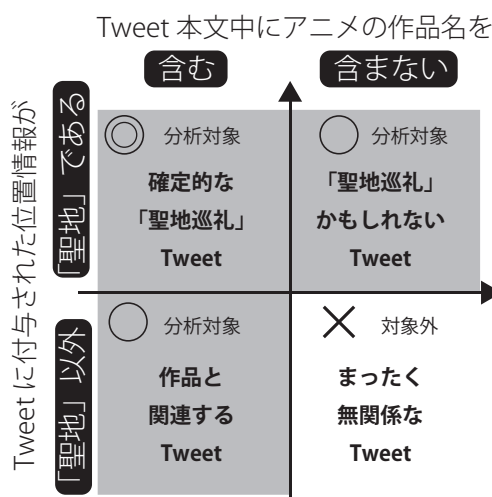 Tweet 本文中にアニメの作品名を
含む
含まない
Tweet に付与された位置情報が
「聖地」である
◎ 分析対象
確定的な
「聖地巡礼」
Tweet
○ 分析対象
「聖地巡礼」
かもしれない
Tweet
「聖地」以外
○ 分析対象
作品と
関連する
Tweet
× 対象外
まったく
無関係な
Tweet